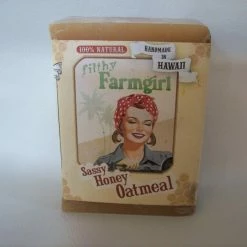 100% NATURAL
HANDMADE
IN
HAWAII
filthy
Farmgirl
Sassy
Honey
Oatmeal